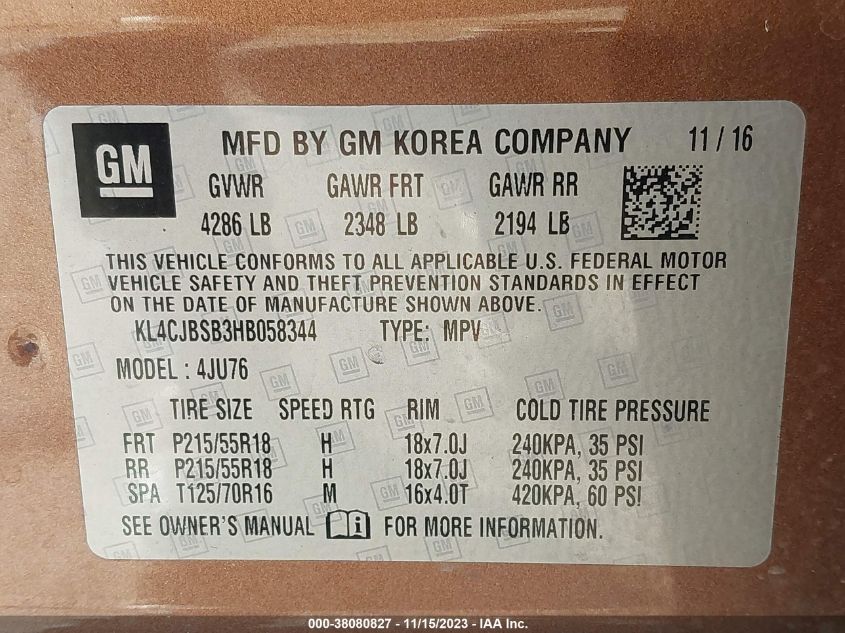 GM MFD BY GM KOREA COMPANY 11 / 16
GVWR GAWR FRT GAWR RR
4286 LB 2348 LB 2194 LB
THIS VEHICLE CONFORMS TO ALL APPLICABLE U.S. FEDERAL MOTOR
VEHICLE SAFETY AND THEFT PREVENTION STANDARDS IN EFFECT
ON THE DATE OF MANUFACTURE SHOWN ABOVE.
KL4CJBSB3HB058344 TYPE: MPV
MODEL : 4JU76
TIRE SIZE SPEED RTG RIM COLD TIRE PRESSURE
FRT P215/55R18 H 18x7.0J 240KPA, 35 PSI
RR P215/55R18 H 18x7.0J 240KPA, 35 PSI
SPA T125/70R16 M 16x4.0T 420KPA, 60 PSI
SEE OWNER'S MANUAL i FOR MORE INFORMATION.
000-38080827 - 11/15/2023 - IAA Inc.